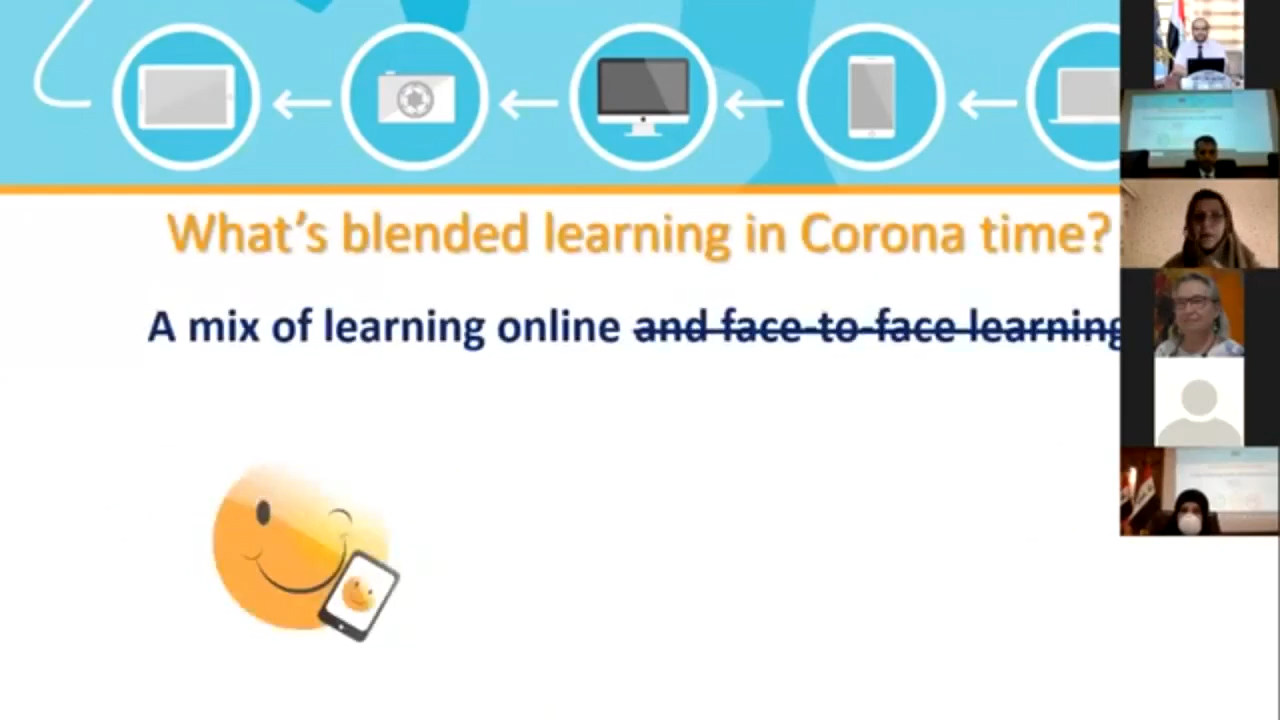 What's blended learning in Corona time?
A mix of learning online and face-to-face learning